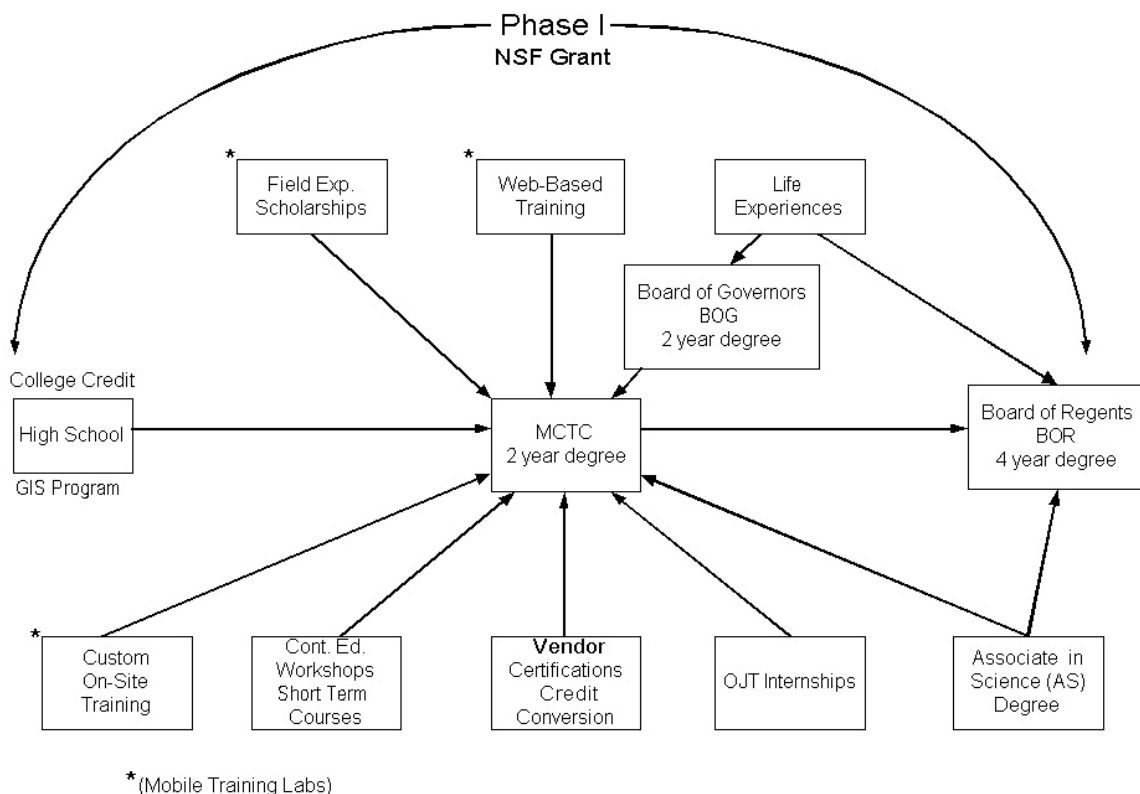 Phase I
NSF Grant
*
Field Exp.
Scholarships
*
Web-Based
Training
Life
Experiences
Board of Governors
BOG
2 year degree
College Credit
High School
GIS Program
MCTC
2 year degree
Board of Regents
BOR
4 year degree
*
Custom
On-Site
Training
Cont. Ed.
Workshops
Short Term
Courses
Vendor
Certifications
Credit
Conversion
OJT Internships
Associate in
Science (AS)
Degree
*(Mobile Training Labs)